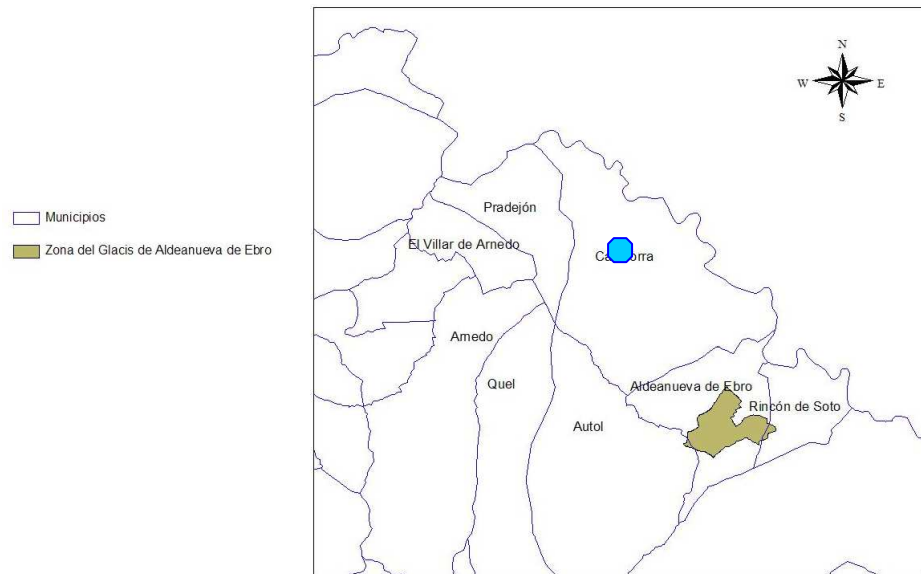 N
W E
S
Pradejón
Municipios
El Villar de Arnedo
Zona del Glacis de Aldeanueva de Ebro
Arnedo
Quel
Aldeanueva de Ebro
Rincón de Soto
Autol